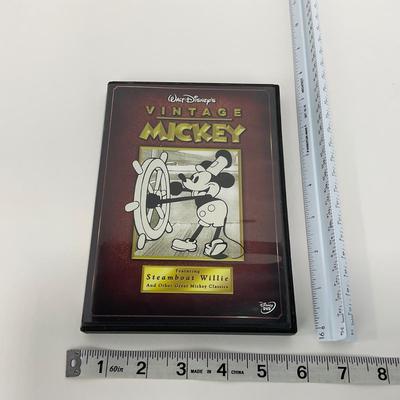 Walt Disney's
VINTAGE
MICKEY
Featuring
Steamboat Willie
And Other Great Mickey Classics
Disney
DVD
1 60in 2 3 MADE IN 4 CHINA 5 6 7 8